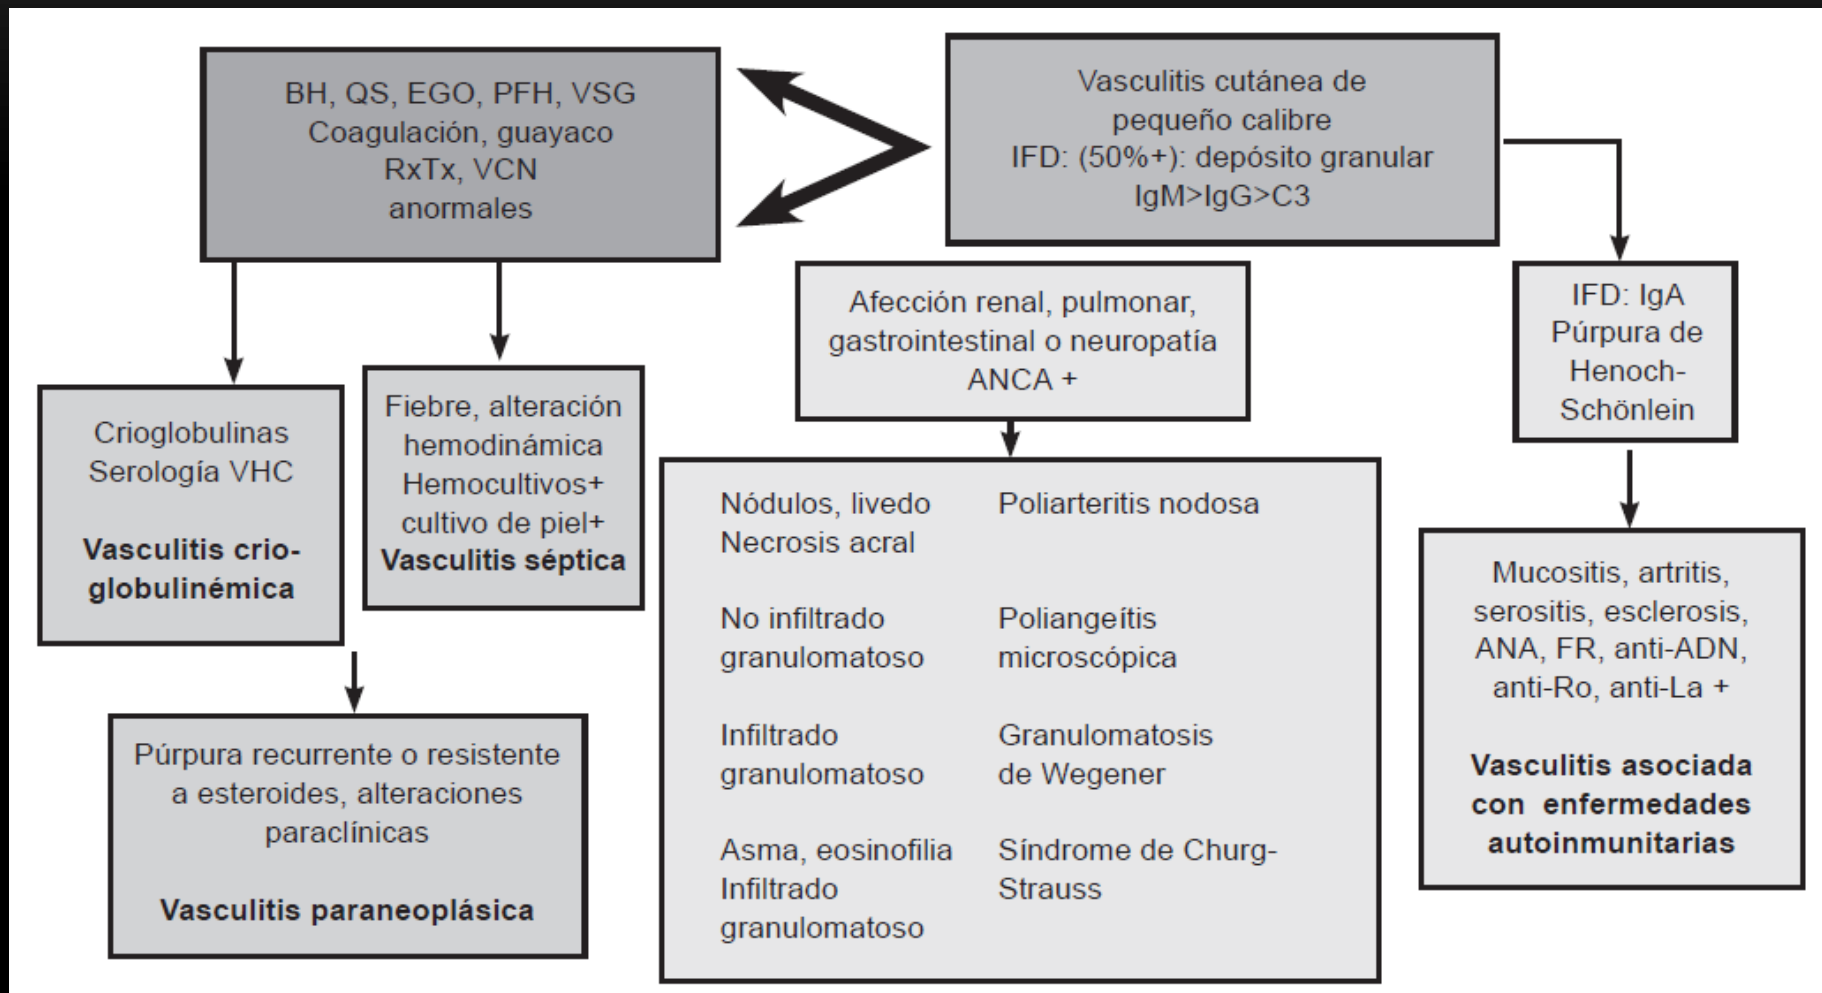 BH, QS, EGO, PFH, VSG
Coagulación, guayaco
RxTx, VCN
anormales
Vasculitis cutánea de
pequeño calibre
IFD: (50%+): depósito granular
IgM>IgG>C3
Afección renal, pulmonar,
gastrointestinal o neuropatía
ANCA +
IFD: IgA
Púrpura de
Henoch-
Schönlein
Crioglobulinas
Serología VHC
Vasculitis crio-
globulinémica
Fiebre, alteración
hemodinámica
Hemocultivos+
cultivo de piel+
Vasculitis séptica
Nódulos, livedo
Necrosis acral
Poliarteritis nodosa
No infiltrado
granulomatoso
Poliangeítis
microscópica
Infiltrado
granulomatoso
Granulomatosis
de Wegener
Asma, eosinofilia
Infiltrado
granulomatoso
Síndrome de Churg-
Strauss
Mucositis, artritis,
serositis, esclerosis,
ANA, FR, anti-ADN,
anti-Ro, anti-La +
Vasculitis asociada
con enfermedades
autoinmunitarias
Púrpura recurrente o resistente
a esteroides, alteraciones
paraclínicas
Vasculitis paraneoplásica